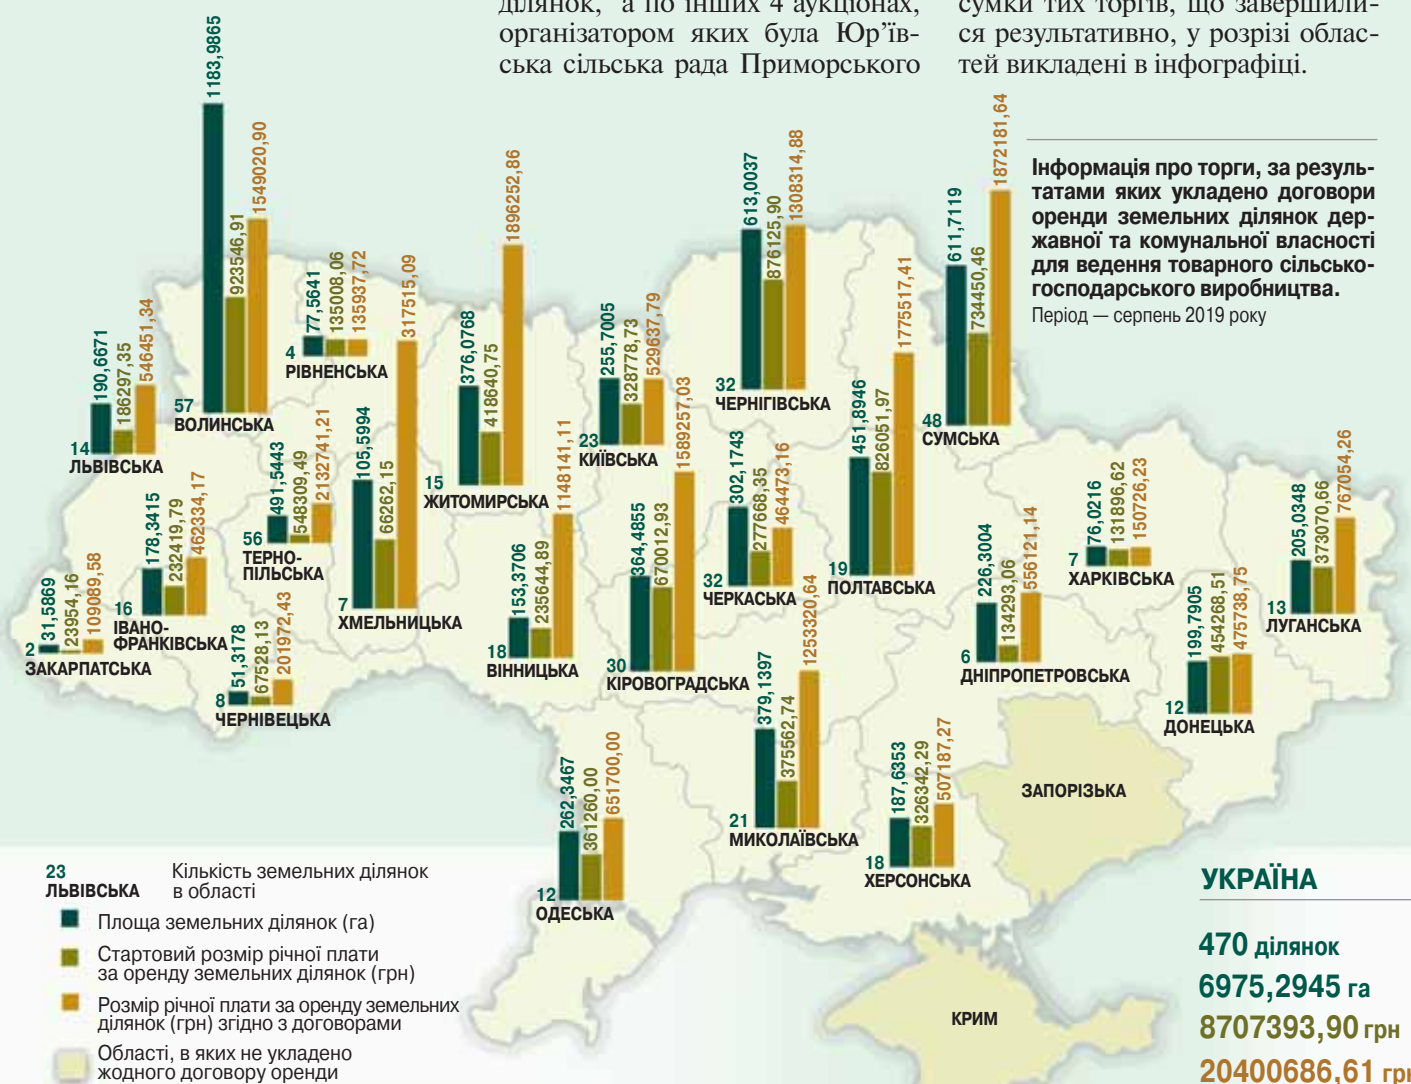 ділянок, а по інших 4 аукціонах,
організатором яких була Юр’їв-
ська сільська рада Приморського
сумки тих торгів, що завершили-
ся результативно, у розрізі облас-
тей викладені в інфографіці.
Інформація про торги, за резуль-
татами яких укладено договори
оренди земельних ділянок дер-
жавної та комунальної власності
для ведення товарного сільсько-
господарського виробництва.
Період — серпень 2019 року
1183,9865
923546,91
1549020,90
57
ВОЛИНСЬКА
77,5641
135008,06
135937,72
4
РІВНЕНСЬКА
190,6671
186297,35
546451,34
14
ЛЬВІВСЬКА
376,0768
418640,75
1896252,86
15
ЖИТОМИРСЬКА
255,7005
328778,73
529637,79
23
КИЇВСЬКА
613,0037
876125,90
1308314,88
32
ЧЕРНІГІВСЬКА
611,7119
734450,46
1872181,64
48
СУМСЬКА
491,5443
548309,49
2132741,21
56
ТЕРНО-
ПІЛЬСЬКА
105,5994
66262,15
317515,09
7
ХМЕЛЬНИЦЬКА
178,3415
232419,79
462334,17
16
ІВАНО-
ФРАНКІВСЬКА
31,5869
23954,16
109089,58
2
ЗАКАРПАТСЬКА
51,3178
67528,13
201972,43
8
ЧЕРНІВЕЦЬКА
153,3706
235644,89
1148141,11
18
ВІННИЦЬКА
364,4855
670012,93
1589257,03
30
КІРОВОГРАДСЬКА
302,1743
277668,35
464473,16
32
ЧЕРКАСЬКА
451,8946
826051,97
1775517,41
19
ПОЛТАВСЬКА
76,0216
131896,62
150726,23
7
ХАРКІВСЬКА
205,0348
373070,66
767054,26
13
ЛУГАНСЬКА
226,3004
134293,06
556121,14
6
ДНІПРОПЕТРОВСЬКА
199,7905
454268,51
475738,75
12
ДОНЕЦЬКА
379,1397
375562,74
1253320,64
21
МИКОЛАЇВСЬКА
187,6353
326342,29
507187,27
18
ХЕРСОНСЬКА
262,3467
361260,00
651700,00
12
ОДЕСЬКА
ЗАПОРІЗЬКА
КРИМ
23
ЛЬВІВСЬКА
Кількість земельних ділянок
в області
Площа земельних ділянок (га)
Стартовий розмір річної плати
за оренду земельних ділянок (грн)
Розмір річної плати за оренду земельних
ділянок (грн) згідно з договорами
Області, в яких не укладено
жодного договору оренди
УКРАЇНА
470 ділянок
6975,2945 га
8707393,90 грн
20400686,61 грн